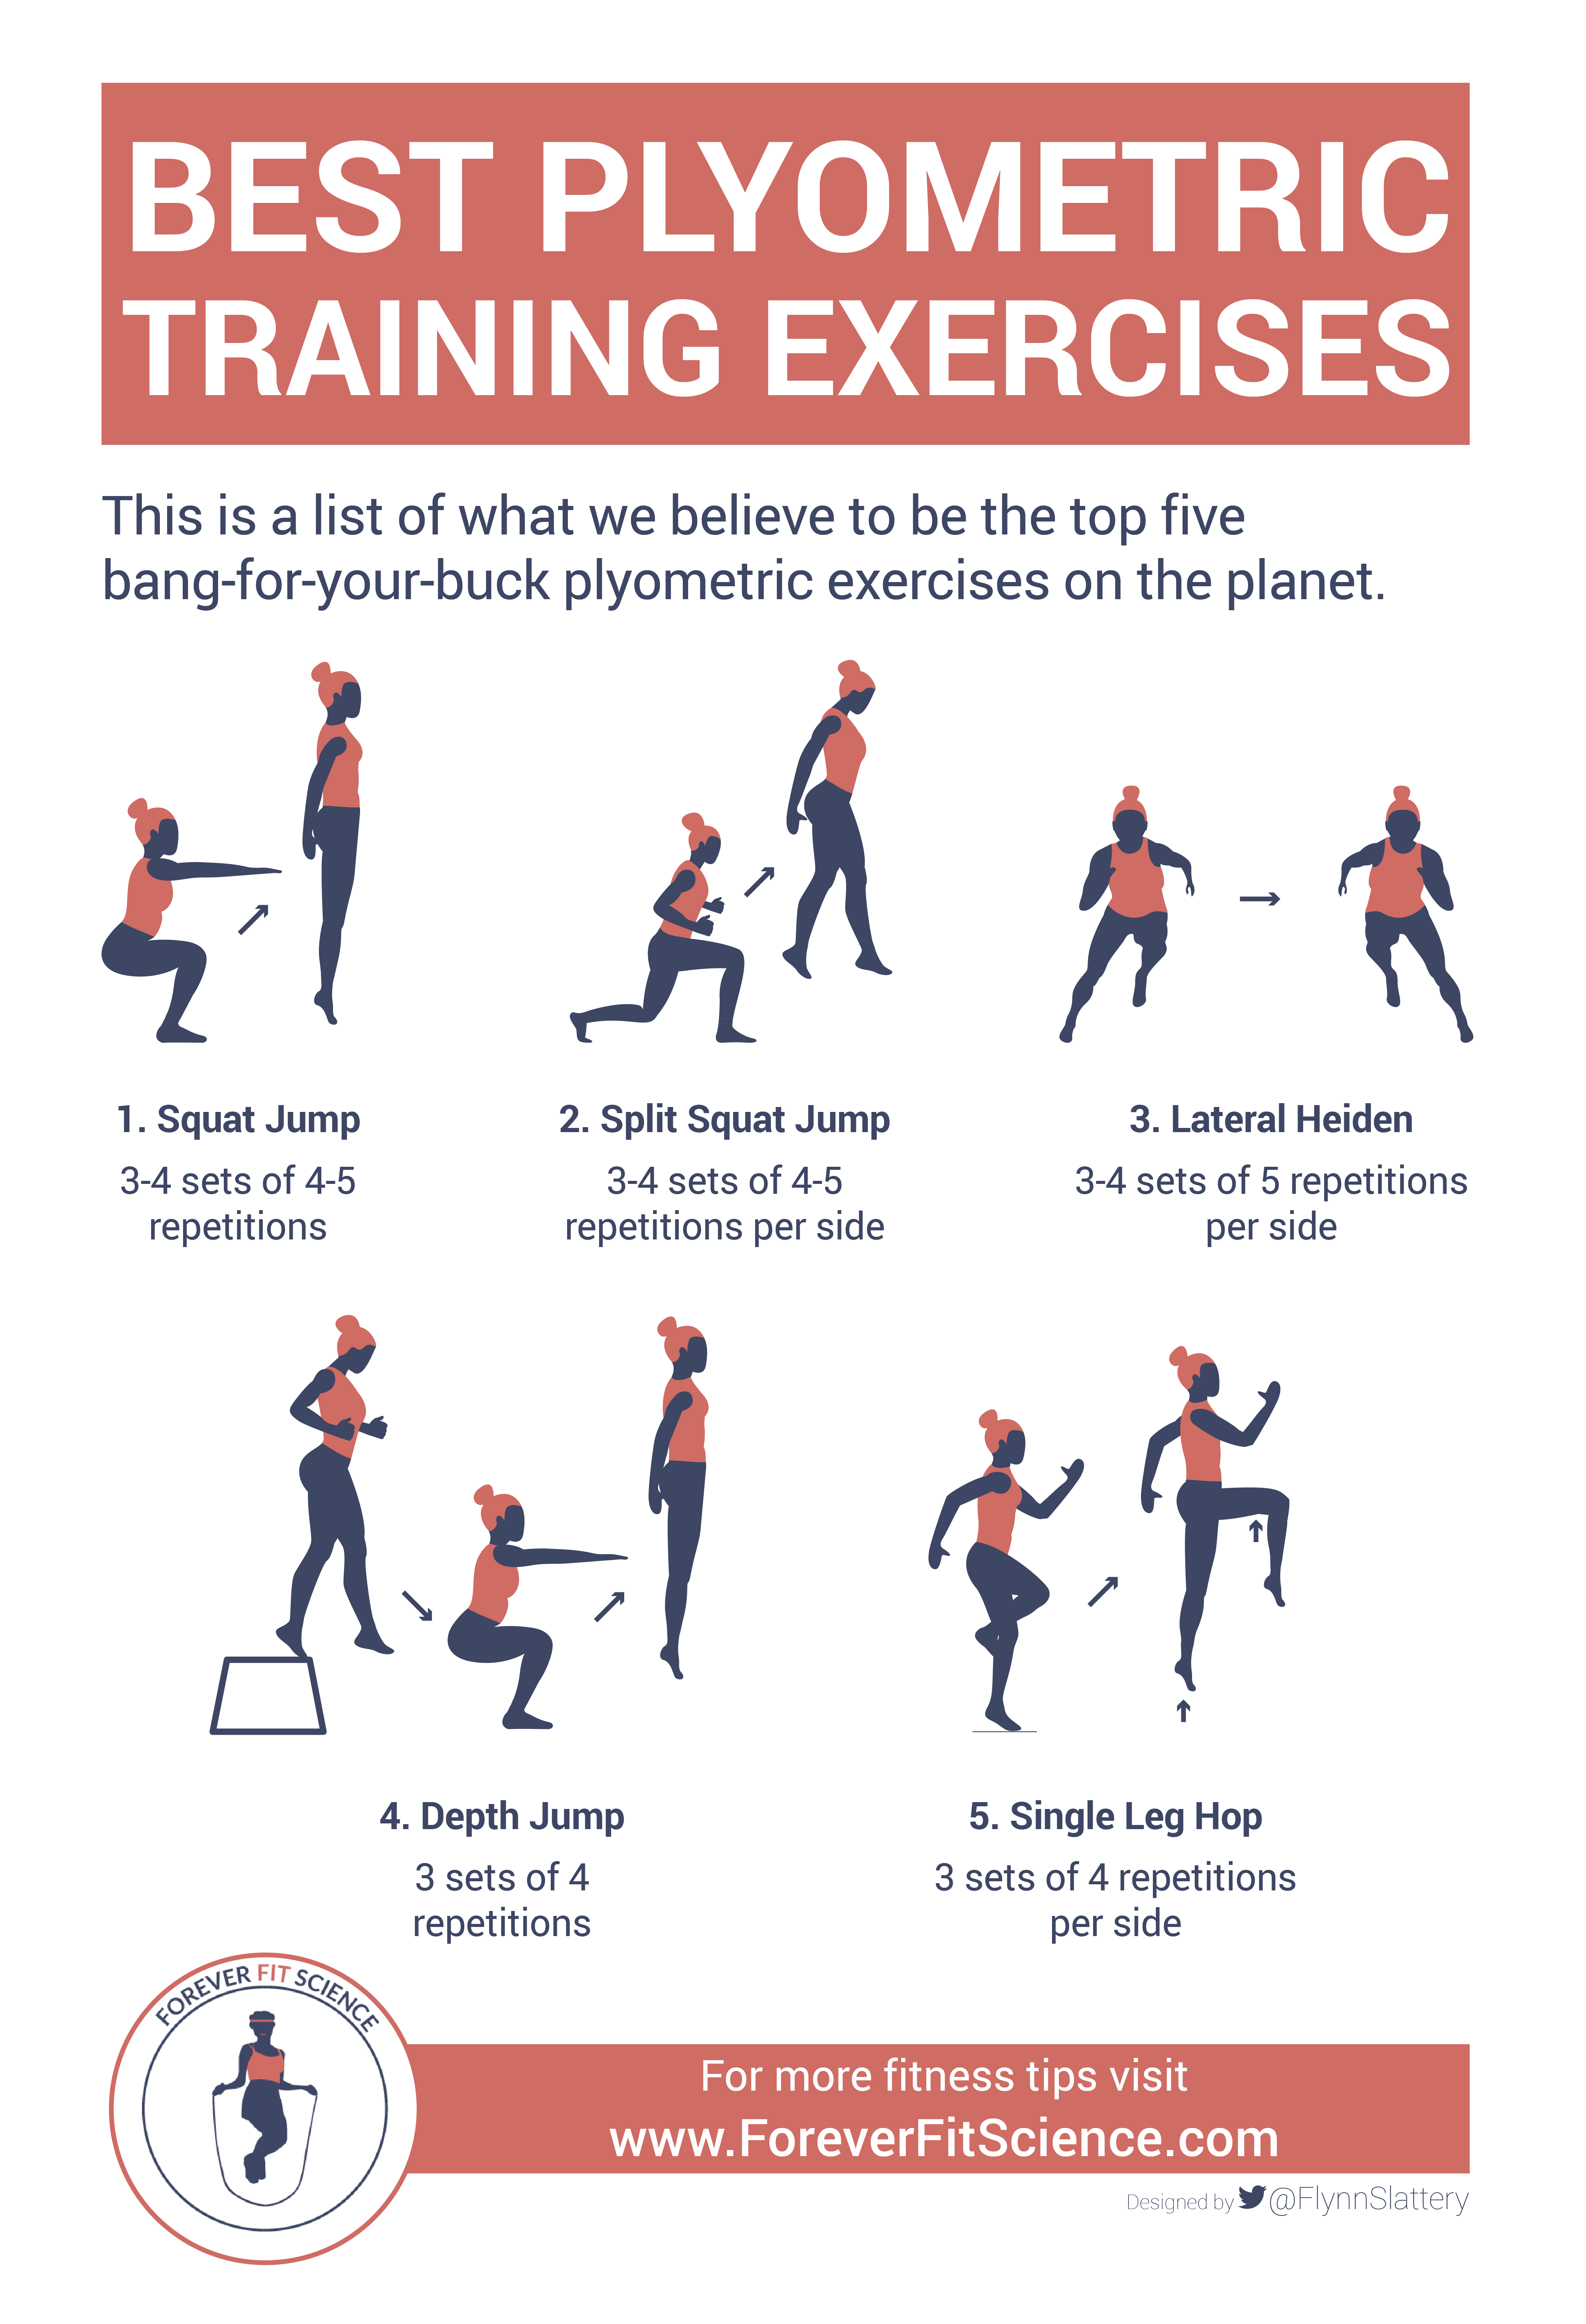 BEST PLYOMETRIC
TRAINING EXERCISES
This is a list of what we believe to be the top five
bang-for-your-buck plyometric exercises on the planet.
1. Squat Jump
3-4 sets of 4-5
repetitions
2. Split Squat Jump
3-4 sets of 4-5
repetitions per side
3. Lateral Heiden
3-4 sets of 5 repetitions
per side
4. Depth Jump
3 sets of 4
repetitions
5. Single Leg Hop
3 sets of 4 repetitions
per side
FOREVER FIT SCIENCE
For more fitness tips visit
www.ForeverFitScience.com
Designed by @FlynnSlattery